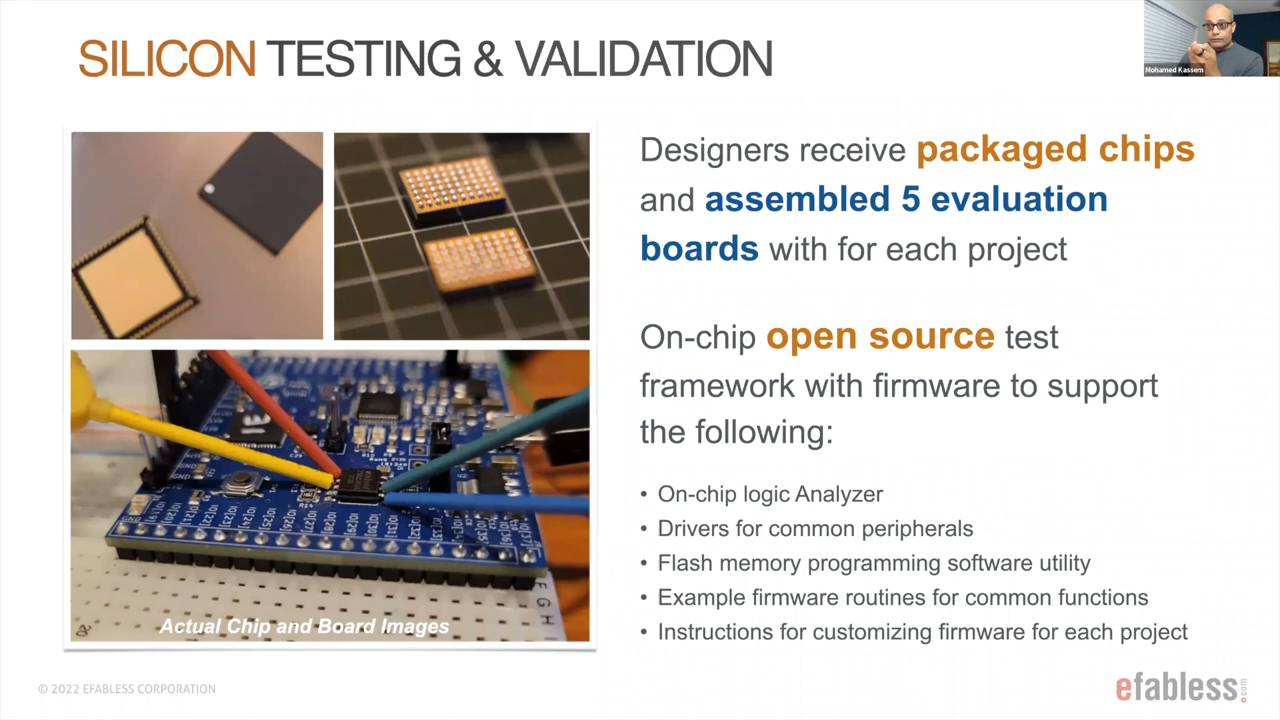 SILICON TESTING & VALIDATION
Mohamed Kassem
Designers receive packaged chips
and assembled 5 evaluation
boards with for each project
On-chip open source test
framework with firmware to support
the following:
• On-chip logic Analyzer
• Drivers for common peripherals
• Flash memory programming software utility
• Example firmware routines for common functions
• Instructions for customizing firmware for each project
Actual Chip and Board Images
© 2022 EFABLESS CORPORATION
efabless.com